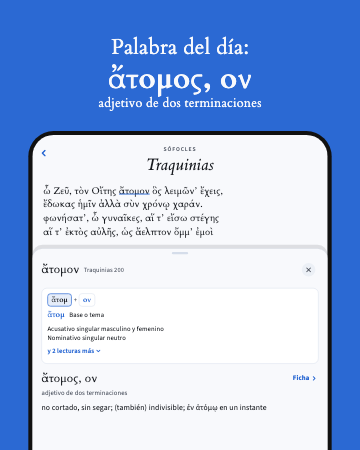 Palabra del día:
ἄτομος, ον
adjetivo de dos terminaciones
SÓFOCLES
Traquinias
ὦ Ζεῦ, τὸν Οἴτης ἄτομον ὃς λειμῶν’ ἔχεις,
ἔδωκας ἡμῖν ἀλλὰ σὺν χρόνῳ χαράν.
φωνήσατ’, ὦ γυναῖκες, αἵ τ’ εἴσω στέγης
αἵ τ’ ἐκτὸς αὐλῆς, ὡς ἄελπτον ὄμμ’ ἐμοὶ
ἄτομον Traquinias 200
ἄτομ + ον
ἄτομ Base o tema
Acusativo singular masculino y femenino
Nominativo singular neutro
y 2 lecturas más
ἄτομος, ον Ficha
adjetivo de dos terminaciones
no cortado, sin segar; (también) indivisible; ἐν ἀτόμῳ en un instante